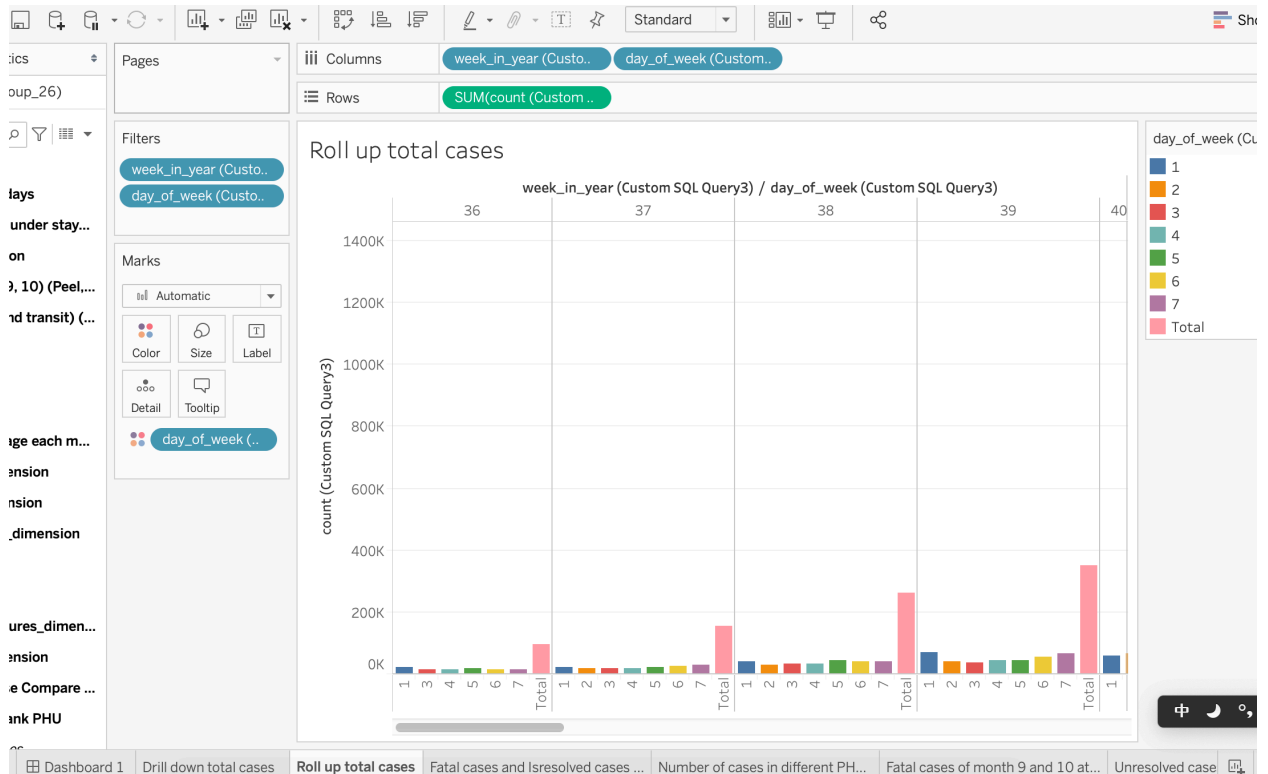 Standard
Sho
tics
Pages
Columns
week_in_year (Custo..
day_of_week (Custom..
oup_26)
Rows
SUM(count (Custom ..
Filters
week_in_year (Custo..
day_of_week (Custo..
days
under stay...
on
9, 10) (Peel,...
nd transit) (...
age each m...
ension
nsion
_dimension
ures_dimen...
ension
e Compare ...
ank PHU
Marks
Automatic
Color
Size
Label
Detail
Tooltip
day_of_week (..
Roll up total cases
week_in_year (Custom SQL Query3) / day_of_week (Custom SQL Query3)
36 37 38 39 40
count (Custom SQL Query3)
1400K
1200K
1000K
800K
600K
400K
200K
0K
1 3 4 5 6 7 Total 1 2 3 4 5 6 7 Total 1 2 3 4 5 6 7 Total 1 2 3 4 5 6 7 Total 1
day_of_week (Cu
1
2
3
4
5
6
7
Total
中 °,
Dashboard 1
Drill down total cases
Roll up total cases
Fatal cases and Isresolved cases ...
Number of cases in different PH...
Fatal cases of month 9 and 10 at...
Unresolved case